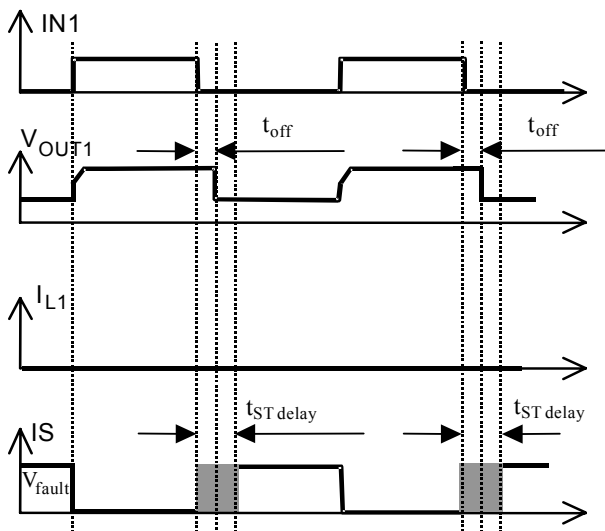 IN1
t_off
t_off
V_OUT1
I_L1
t_ST delay
t_ST delay
IS
V_fault